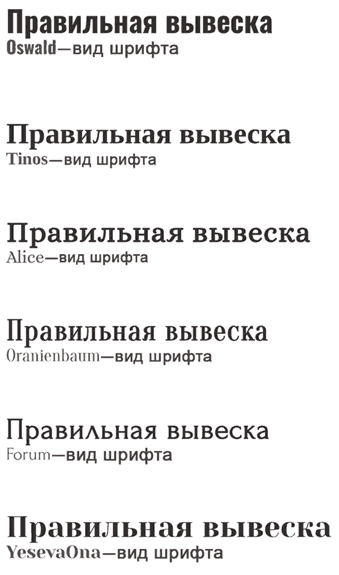 Правильная вывеска
Oswald—вид шрифта
Правильная вывеска
Tinos—вид шрифта
Правильная вывеска
Alice—вид шрифта
Правильная вывеска
Oranienbaum—вид шрифта
Правильная вывеска
Forum—вид шрифта
Правильная вывеска
YesevaOna—вид шрифта